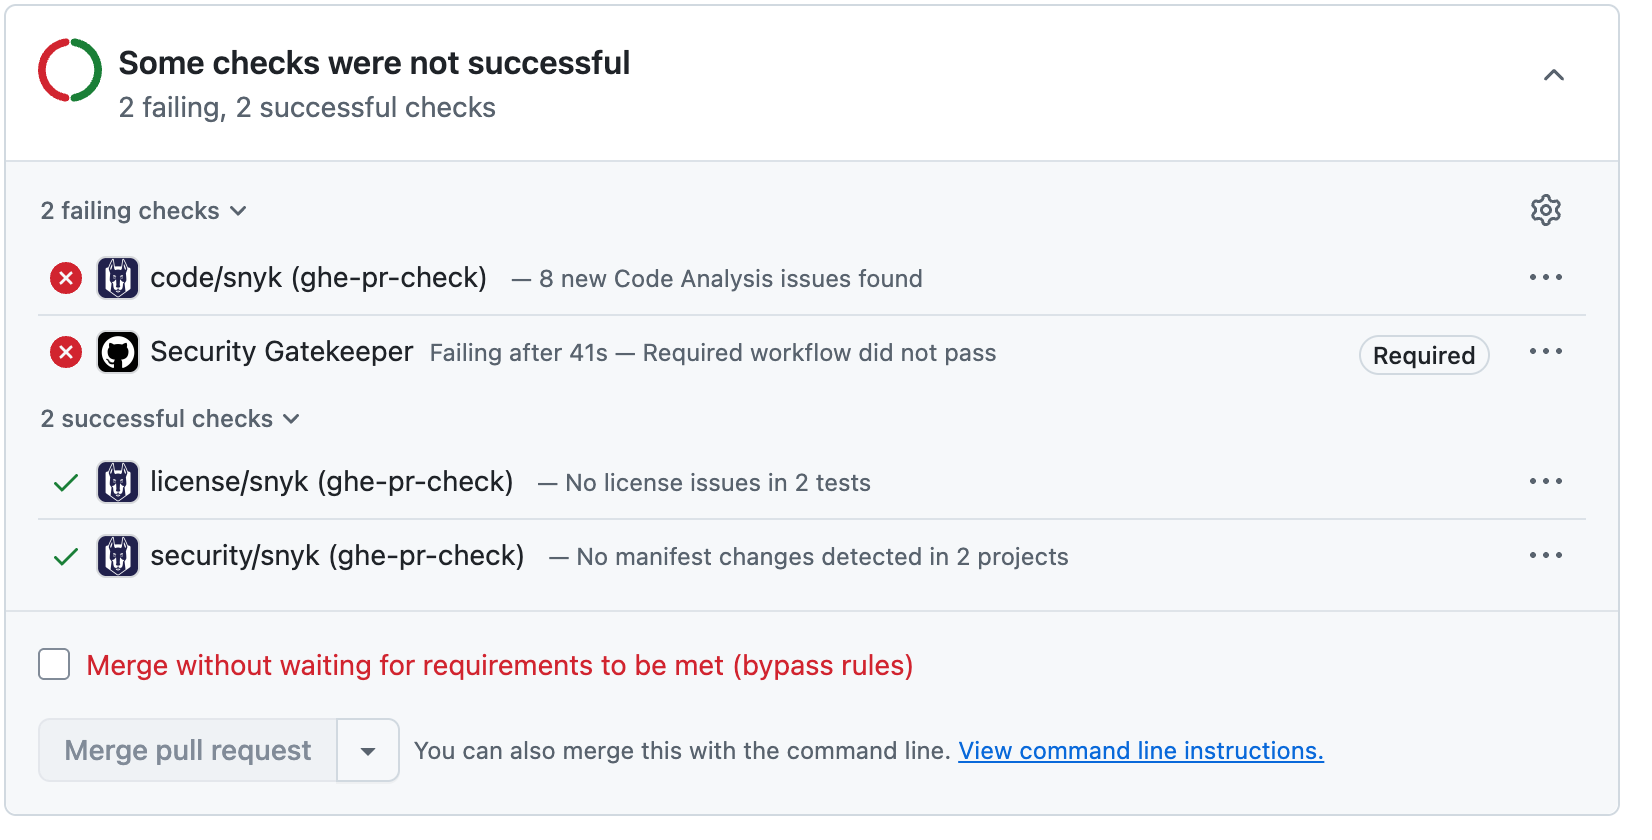 Some checks were not successful
2 failing, 2 successful checks
2 failing checks
code/snyk (ghe-pr-check) — 8 new Code Analysis issues found
Security Gatekeeper Failing after 41s — Required workflow did not pass Required
2 successful checks
license/snyk (ghe-pr-check) — No license issues in 2 tests
security/snyk (ghe-pr-check) — No manifest changes detected in 2 projects
Merge without waiting for requirements to be met (bypass rules)
Merge pull request You can also merge this with the command line. View command line instructions.